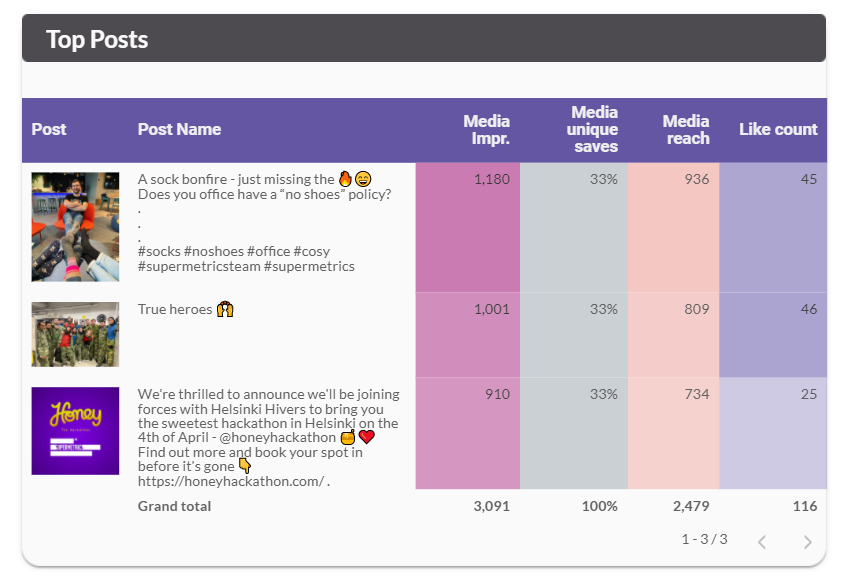 Top Posts
Post
Post Name
Media
Impr.
Media
unique
saves
Media
reach
Like count
A sock bonfire - just missing the 🔥😄
Does you office have a “no shoes” policy?
.
.
.
#socks #noshoes #office #cosy
#supermetricsteam #supermetrics
1,180
33%
936
45
True heroes 🙌
1,001
33%
809
46
Honey
We're thrilled to announce we'll be joining
forces with Helsinki Hivers to bring you
the sweetest hackathon in Helsinki on the
4th of April - @honeyhackathon 🍯❤️
Find out more and book your spot in
before it's gone 👇
https://honeyhackathon.com/ .
910
33%
734
25
Grand total
3,091
100%
2,479
116
1 - 3 / 3